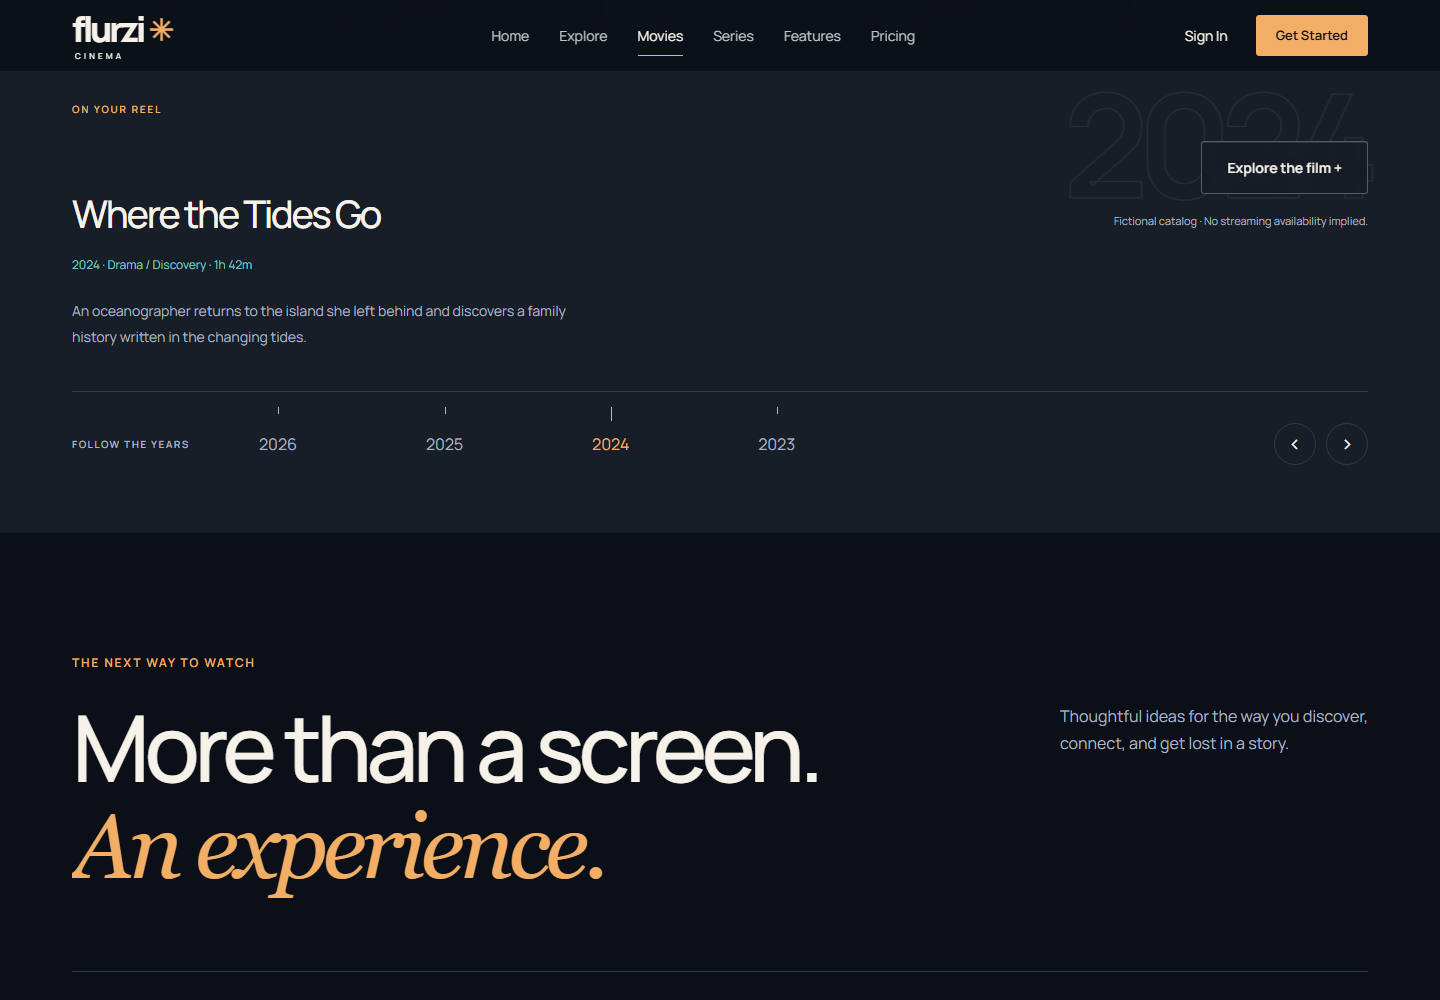 flurzi
CINEMA
Home Explore Movies Series Features Pricing
Sign In Get Started
ON YOUR REEL
2024
Explore the film +
Fictional catalog · No streaming availability implied.
Where the Tides Go
2024 · Drama / Discovery · 1h 42m
An oceanographer returns to the island she left behind and discovers a family
history written in the changing tides.
FOLLOW THE YEARS 2026 2025 2024 2023
THE NEXT WAY TO WATCH
More than a screen.
An experience.
Thoughtful ideas for the way you discover,
connect, and get lost in a story.